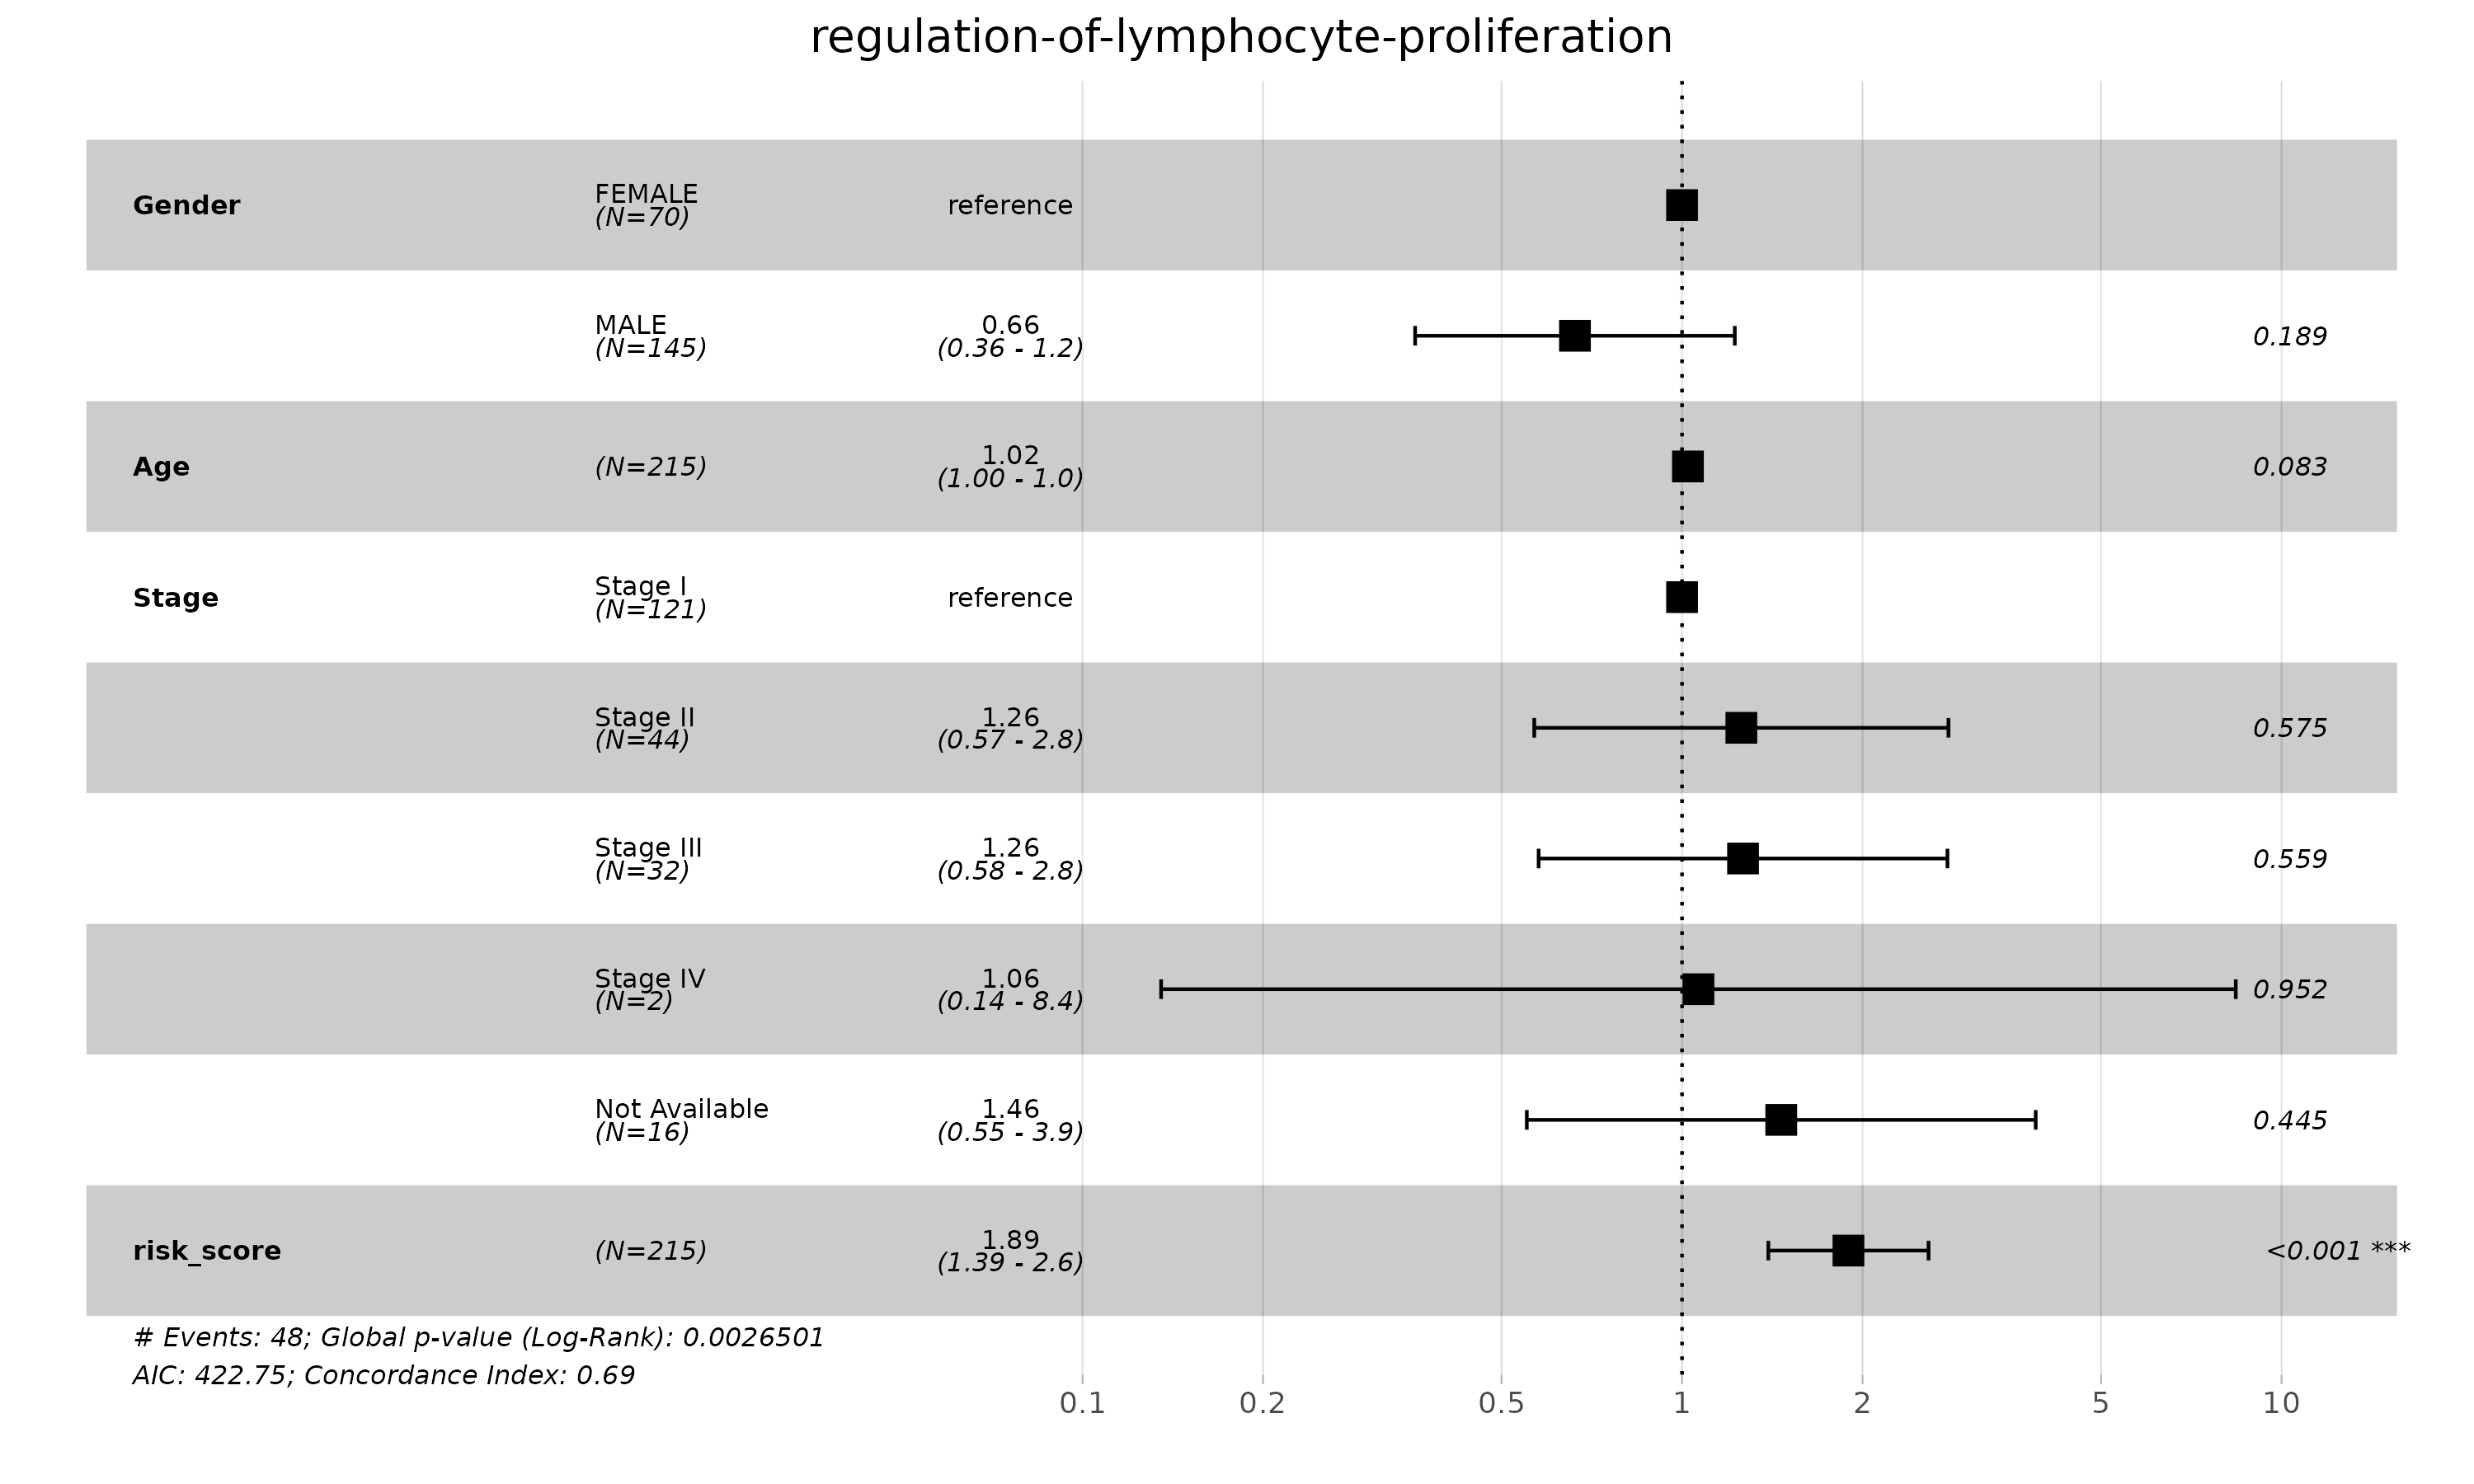 regulation-of-lymphocyte-proliferation
Gender
FEMALE
(N=70)
reference
MALE
(N=145)
0.66
(0.36 - 1.2)
0.189
Age
(N=215)
1.02
(1.00 - 1.0)
0.083
Stage
Stage I
(N=121)
reference
Stage II
(N=44)
1.26
(0.57 - 2.8)
0.575
Stage III
(N=32)
1.26
(0.58 - 2.8)
0.559
Stage IV
(N=2)
1.06
(0.14 - 8.4)
0.952
Not Available
(N=16)
1.46
(0.55 - 3.9)
0.445
risk_score
(N=215)
1.89
(1.39 - 2.6)
<0.001 ***
# Events: 48; Global p-value (Log-Rank): 0.0026501
AIC: 422.75; Concordance Index: 0.69
0.1 0.2 0.5 1 2 5 10